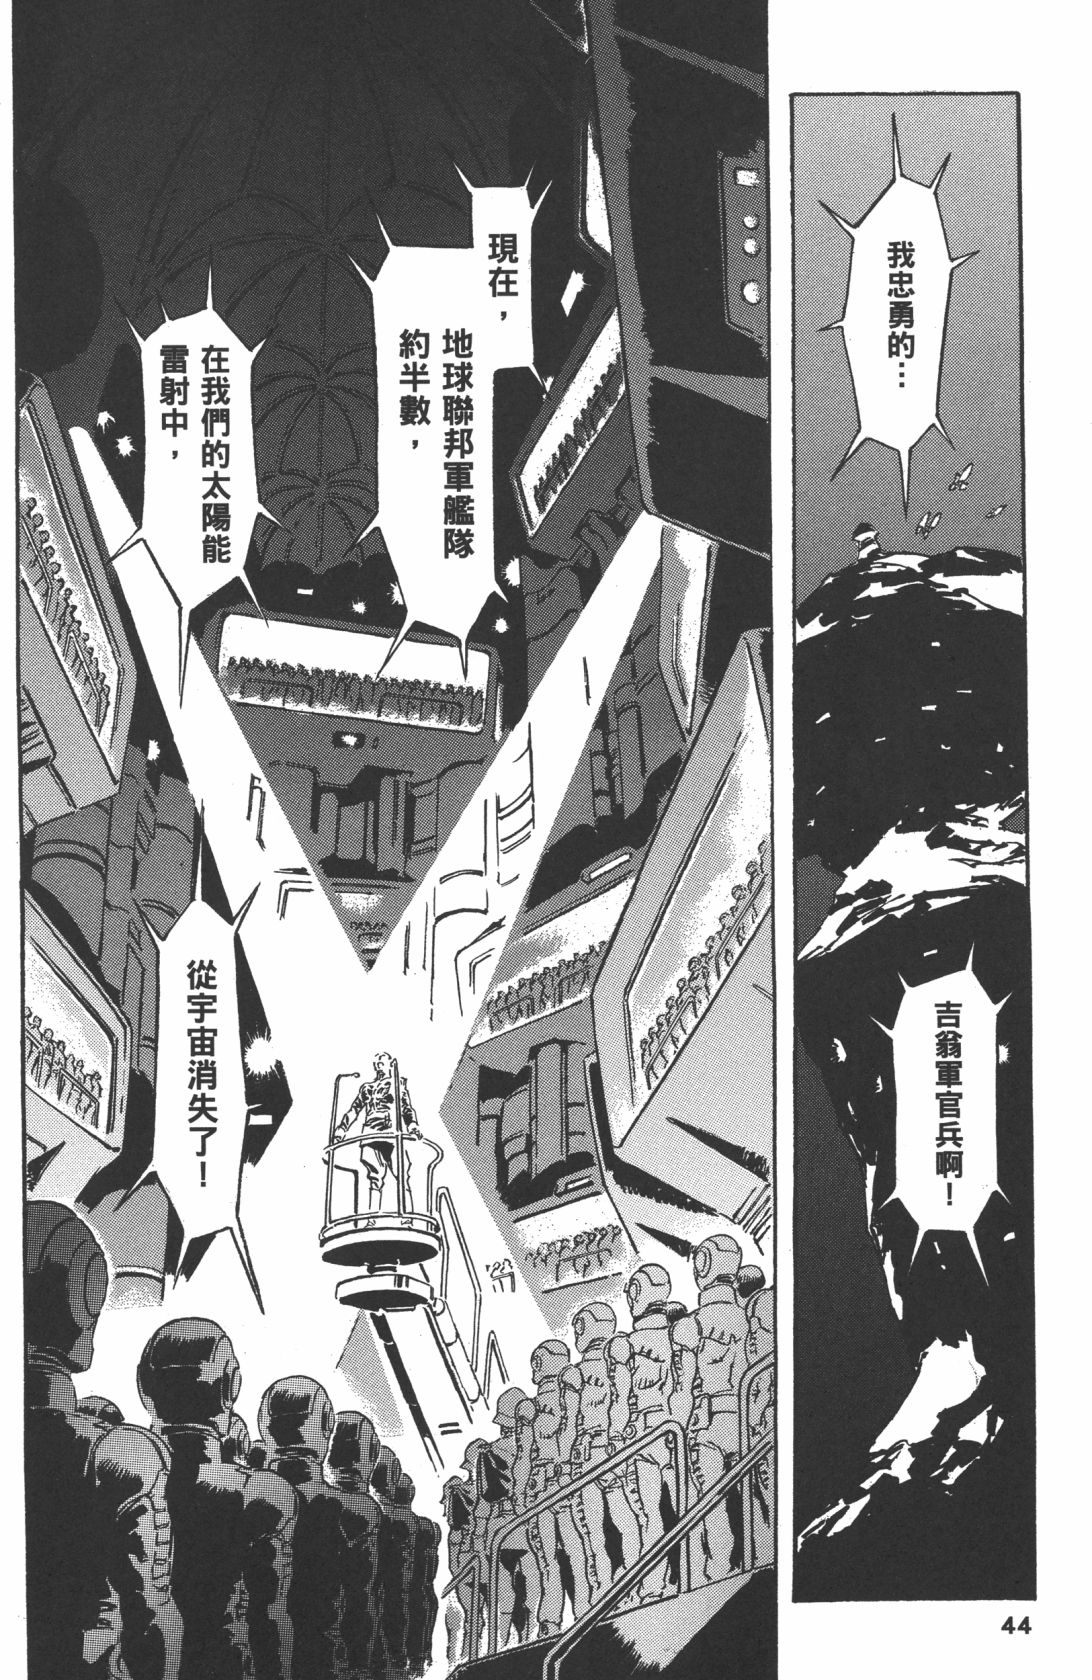 我忠勇的…
吉翁軍官兵啊！
現在，
地球聯邦軍艦隊
約半數，
在我們的太陽能
雷射中，
從宇宙消失了！
44